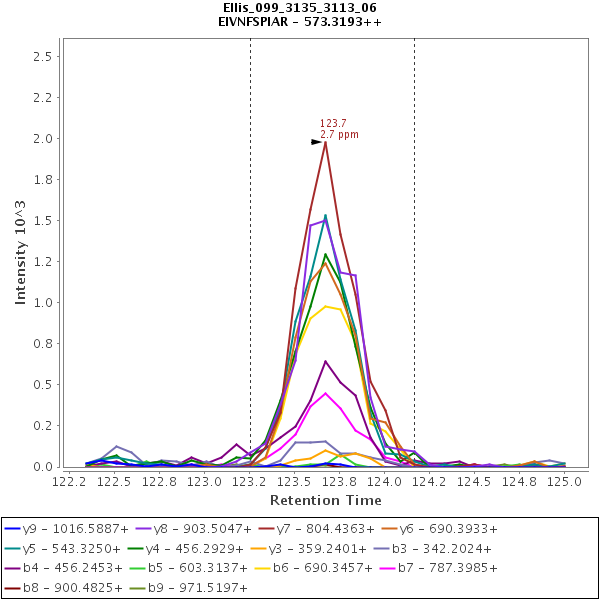 Ellis_099_3135_3113_06
EIVNFSPIAR - 573.3193++
123.7
2.7 ppm
Intensity 10^3
2.5
2.2
2.0
1.8
1.5
1.2
1.0
0.8
0.5
0.2
0.0
122.2 122.5 122.8 123.0 123.2 123.5 123.8 124.0 124.2 124.5 124.8 125.0
Retention Time
y9 - 1016.5887+ y8 - 903.5047+ y7 - 804.4363+ y6 - 690.3933+
y5 - 543.3250+ y4 - 456.2929+ y3 - 359.2401+ b3 - 342.2024+
b4 - 456.2453+ b5 - 603.3137+ b6 - 690.3457+ b7 - 787.3985+
b8 - 900.4825+ b9 - 971.5197+